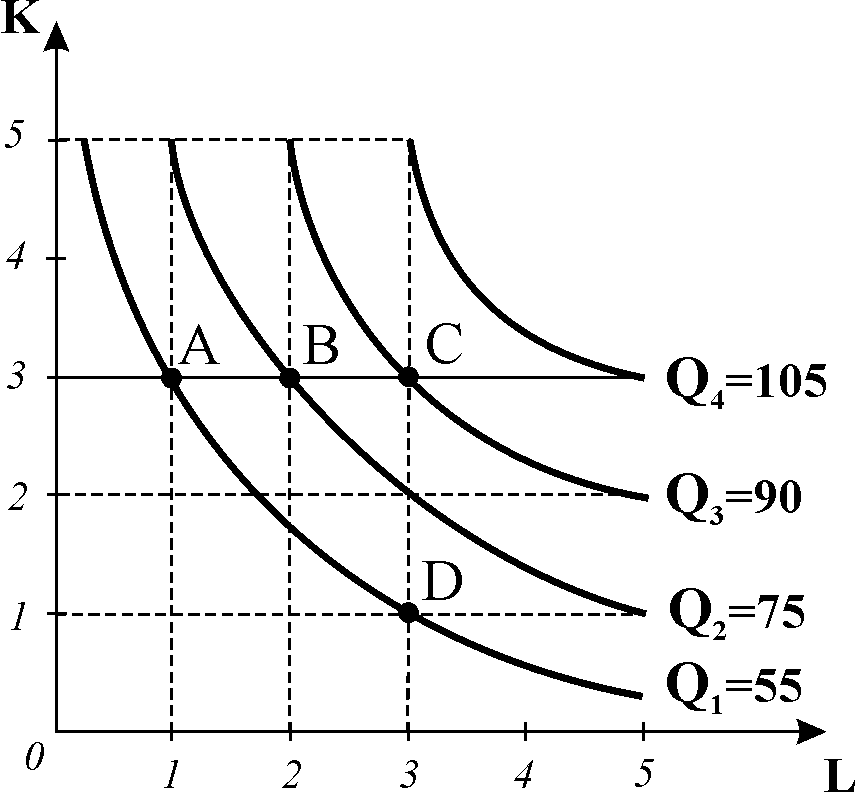 K
5
4
A B C
3 Q₄=105
2 Q₃=90
D
1 Q₂=75
Q₁=55
0 1 2 3 4 5 L